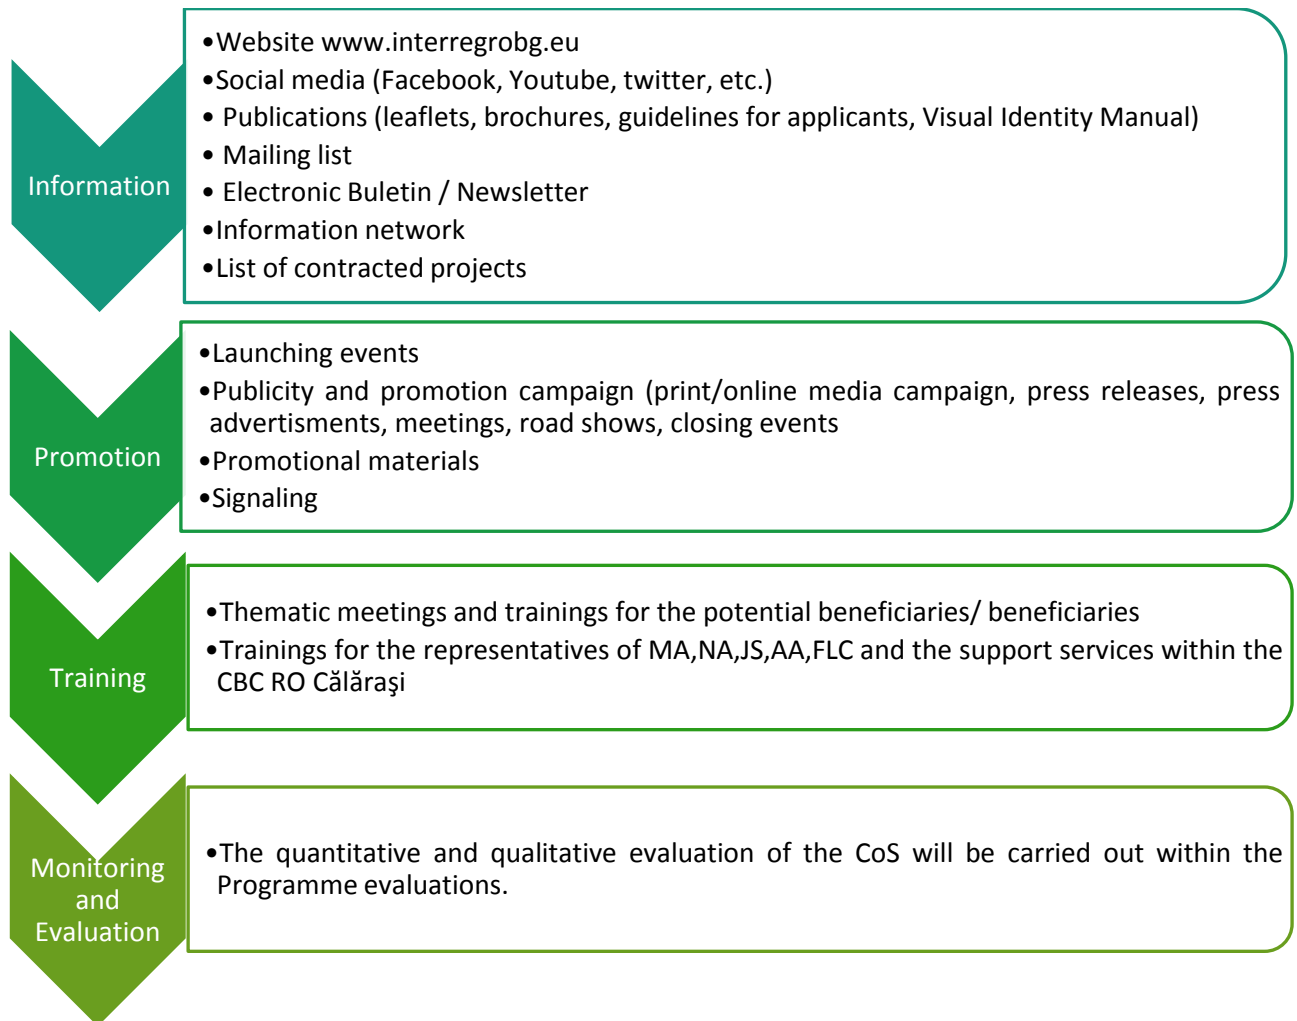 Information
•Website www.interregrobg.eu
•Social media (Facebook, Youtube, twitter, etc.)
• Publications (leaflets, brochures, guidelines for applicants, Visual Identity Manual)
• Mailing list
• Electronic Buletin / Newsletter
•Information network
•List of contracted projects
Promotion
•Launching events
•Publicity and promotion campaign (print/online media campaign, press releases, press
advertisments, meetings, road shows, closing events
•Promotional materials
•Signaling
Training
•Thematic meetings and trainings for the potential beneficiaries/ beneficiaries
•Trainings for the representatives of MA,NA,JS,AA,FLC and the support services within the
CBC RO Călăraşi
Monitoring
and
Evaluation
•The quantitative and qualitative evaluation of the CoS will be carried out within the
Programme evaluations.